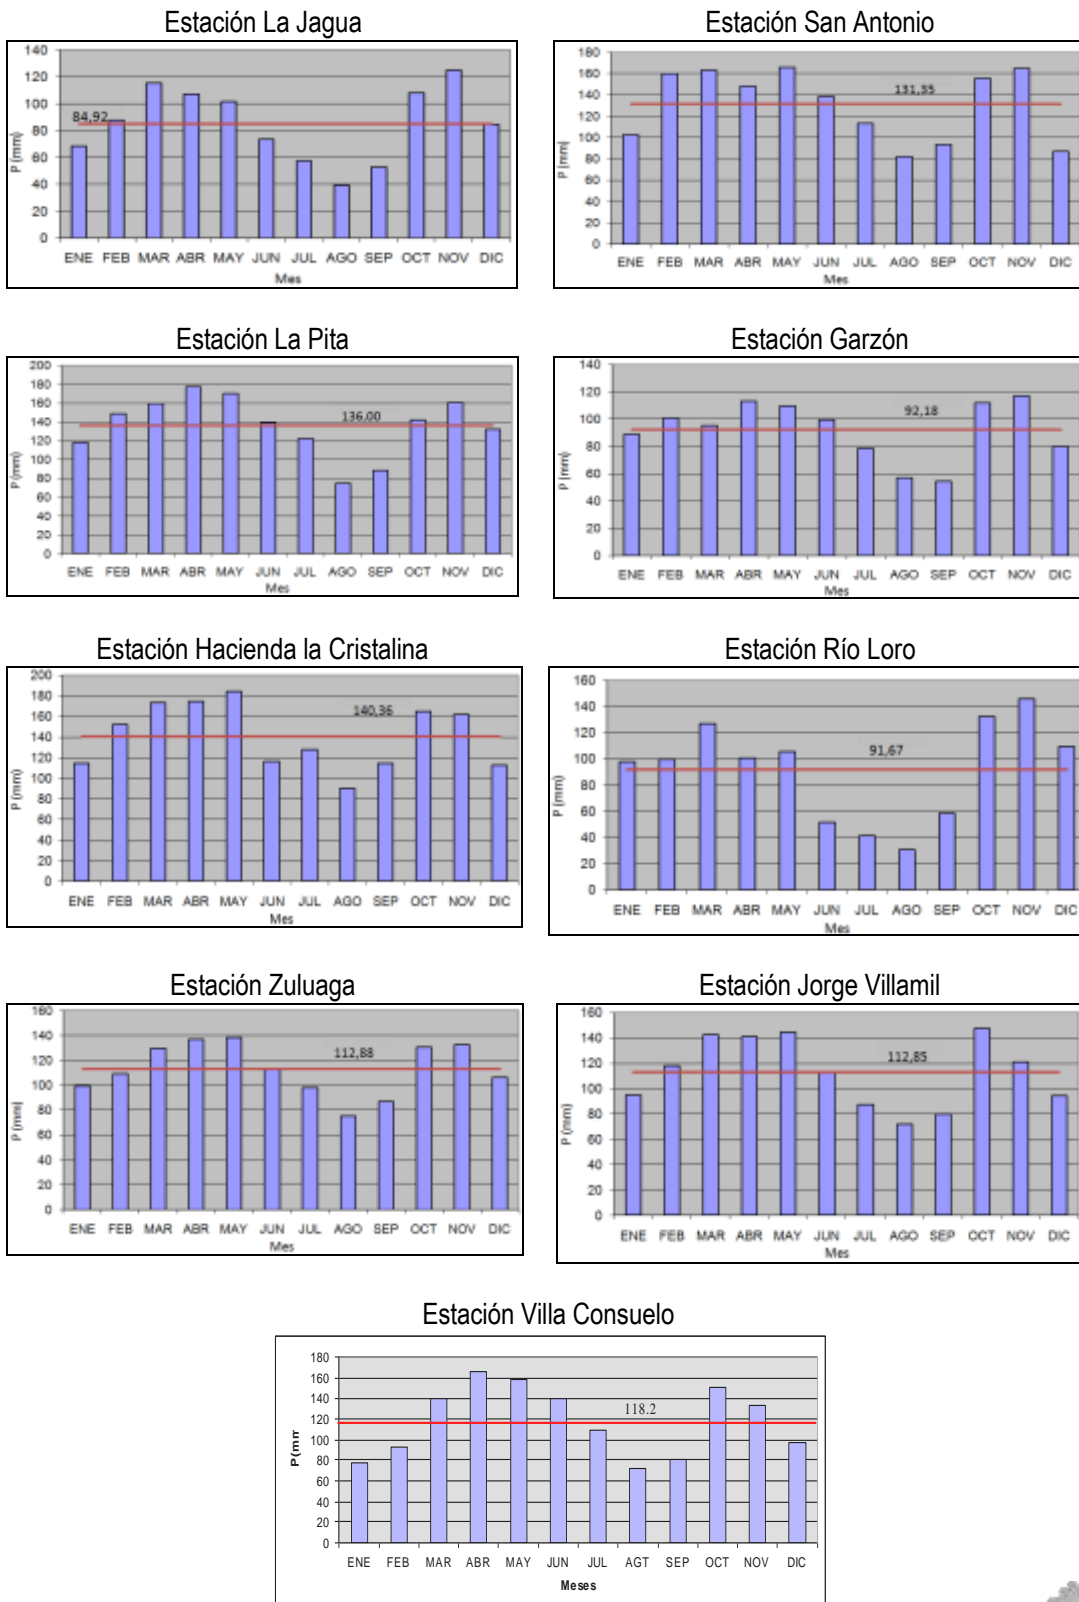 Estación La Jagua
140
120
100
80
60
40
20
0
84,92
P (mm)
ENE FEB MAR ABR MAY JUN JUL AGO SEP OCT NOV DIC
Mes
Estación San Antonio
180
160
140
120
100
80
60
40
20
0
131,35
P (mm)
ENE FEB MAR ABR MAY JUN JUL AGO SEP OCT NOV DIC
Mes
Estación La Pita
200
180
160
140
120
100
80
60
40
20
0
136,00
P (mm)
ENE FEB MAR ABR MAY JUN JUL AGO SEP OCT NOV DIC
Mes
Estación Garzón
140
120
100
80
60
40
20
0
92,18
P (mm)
ENE FEB MAR ABR MAY JUN JUL AGO SEP OCT NOV DIC
Mes
Estación Hacienda la Cristalina
200
180
160
140
120
100
80
60
40
20
0
140,36
P (mm)
ENE FEB MAR ABR MAY JUN JUL AGO SEP OCT NOV DIC
Mes
Estación Río Loro
160
140
120
100
80
60
40
20
0
91,67
P (mm)
ENE FEB MAR ABR MAY JUN JUL AGO SEP OCT NOV DIC
Mes
Estación Zuluaga
160
140
120
100
80
60
40
20
0
112,88
P (mm)
ENE FEB MAR ABR MAY JUN JUL AGO SEP OCT NOV DIC
Mes
Estación Jorge Villamil
160
140
120
100
80
60
40
20
0
112,85
P (mm)
ENE FEB MAR ABR MAY JUN JUL AGO SEP OCT NOV DIC
Mes
Estación Villa Consuelo
180
160
140
120
100
80
60
40
20
0
118.2
P(mm
ENE FEB MAR ABR MAY JUN JUL AGT SEP OCT NOV DIC
Meses